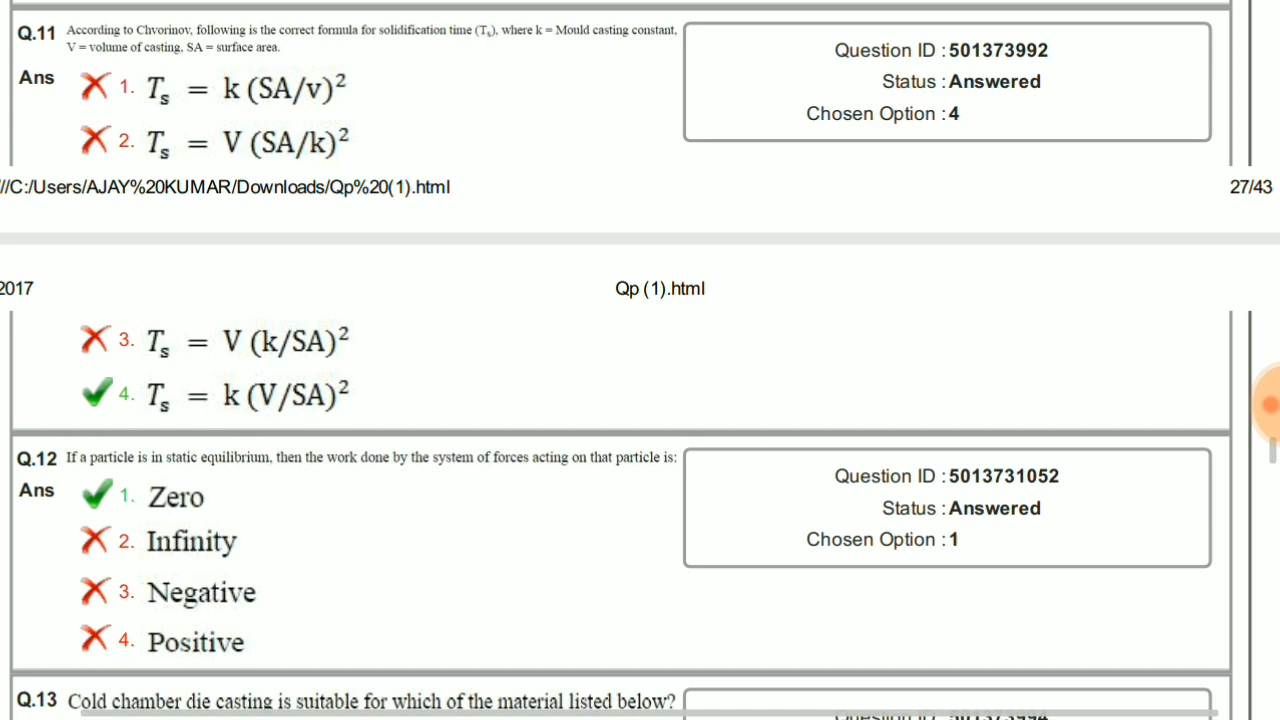 Q.11 According to Chvorinov, following is the correct formula for solidification time (Tₛ), where k = Mould casting constant,
V = volume of casting, SA = surface area.
Question ID : 501373992
Status : Answered
Chosen Option : 4
Ans
1. Tₛ = k (SA/v)²
2. Tₛ = V (SA/k)²
//C:/Users/AJAY%20KUMAR/Downloads/Qp%20(1).html 27/43
2017 Qp (1).html
3. Tₛ = V (k/SA)²
4. Tₛ = k (V/SA)²
Q.12 If a particle is in static equilibrium, then the work done by the system of forces acting on that particle is:
Question ID : 5013731052
Status : Answered
Chosen Option : 1
Ans
1. Zero
2. Infinity
3. Negative
4. Positive
Q.13 Cold chamber die casting is suitable for which of the material listed below?
Question ID : 501373994